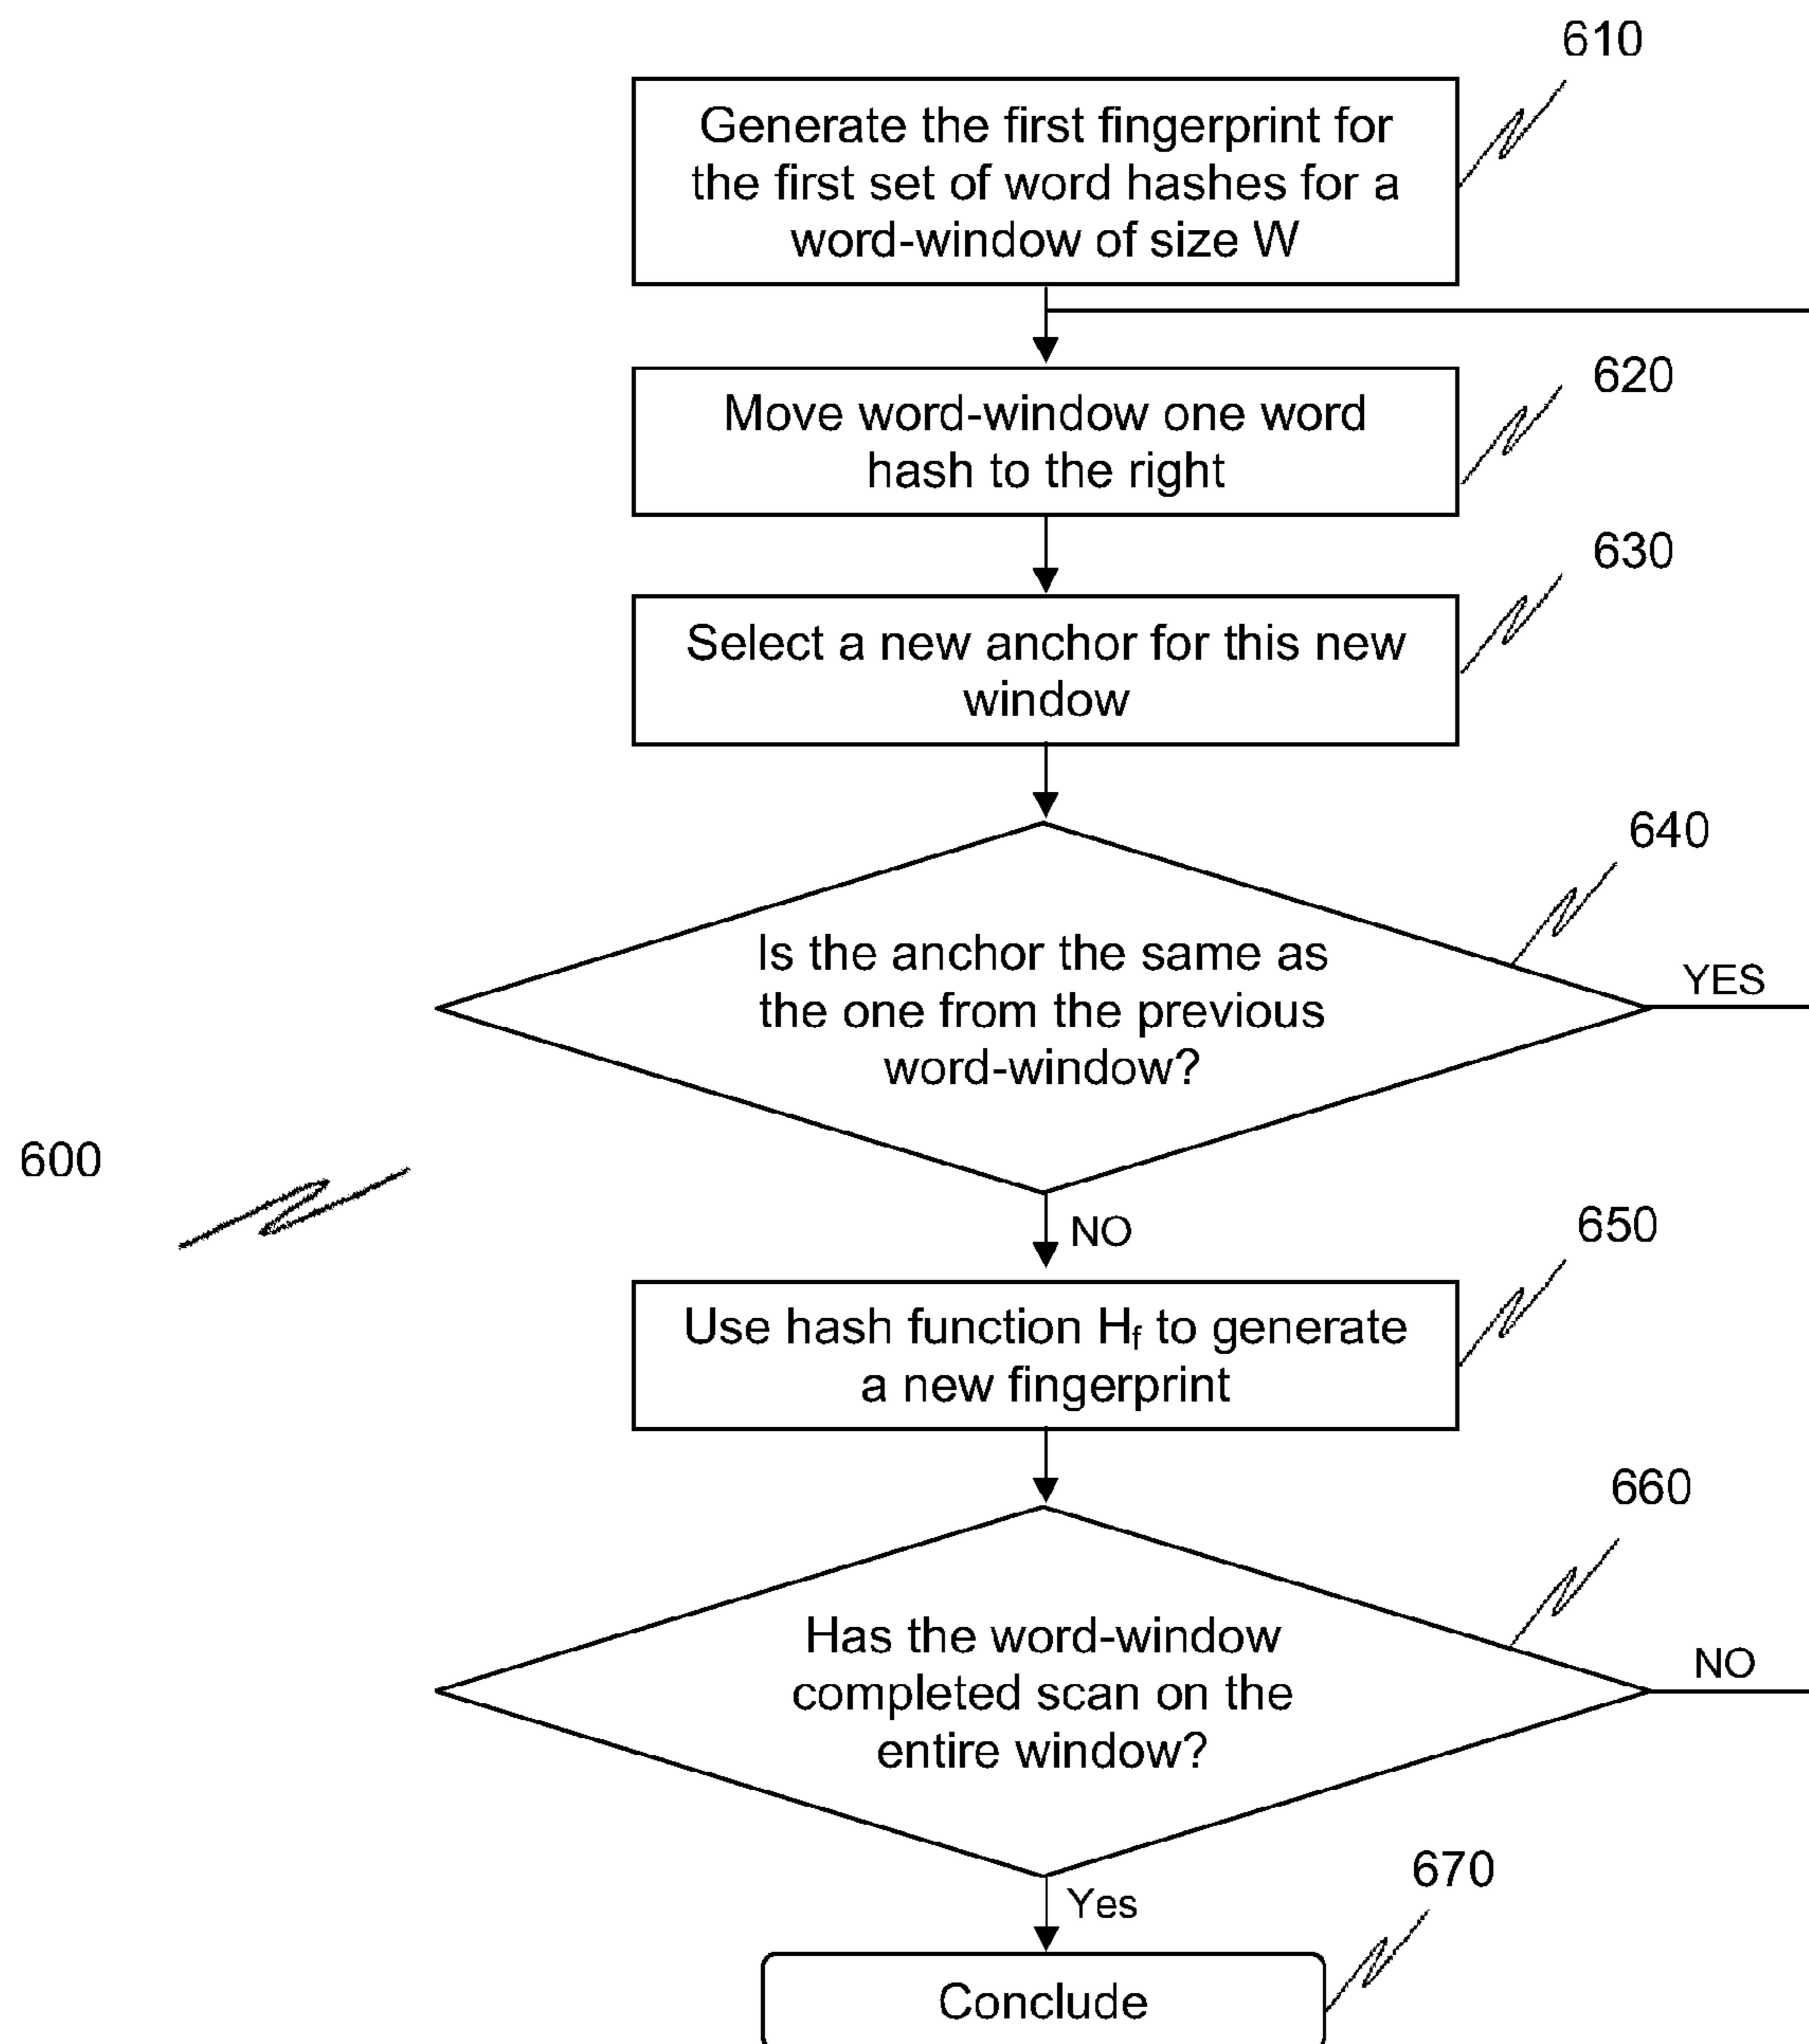 610
Generate the first fingerprint for
the first set of word hashes for a
word-window of size W
620
Move word-window one word
hash to the right
630
Select a new anchor for this new
window
640
Is the anchor the same as
the one from the previous
word-window?
YES
600
NO
650
Use hash function Hf to generate
a new fingerprint
660
Has the word-window
completed scan on the
entire window?
NO
670
Yes
Conclude